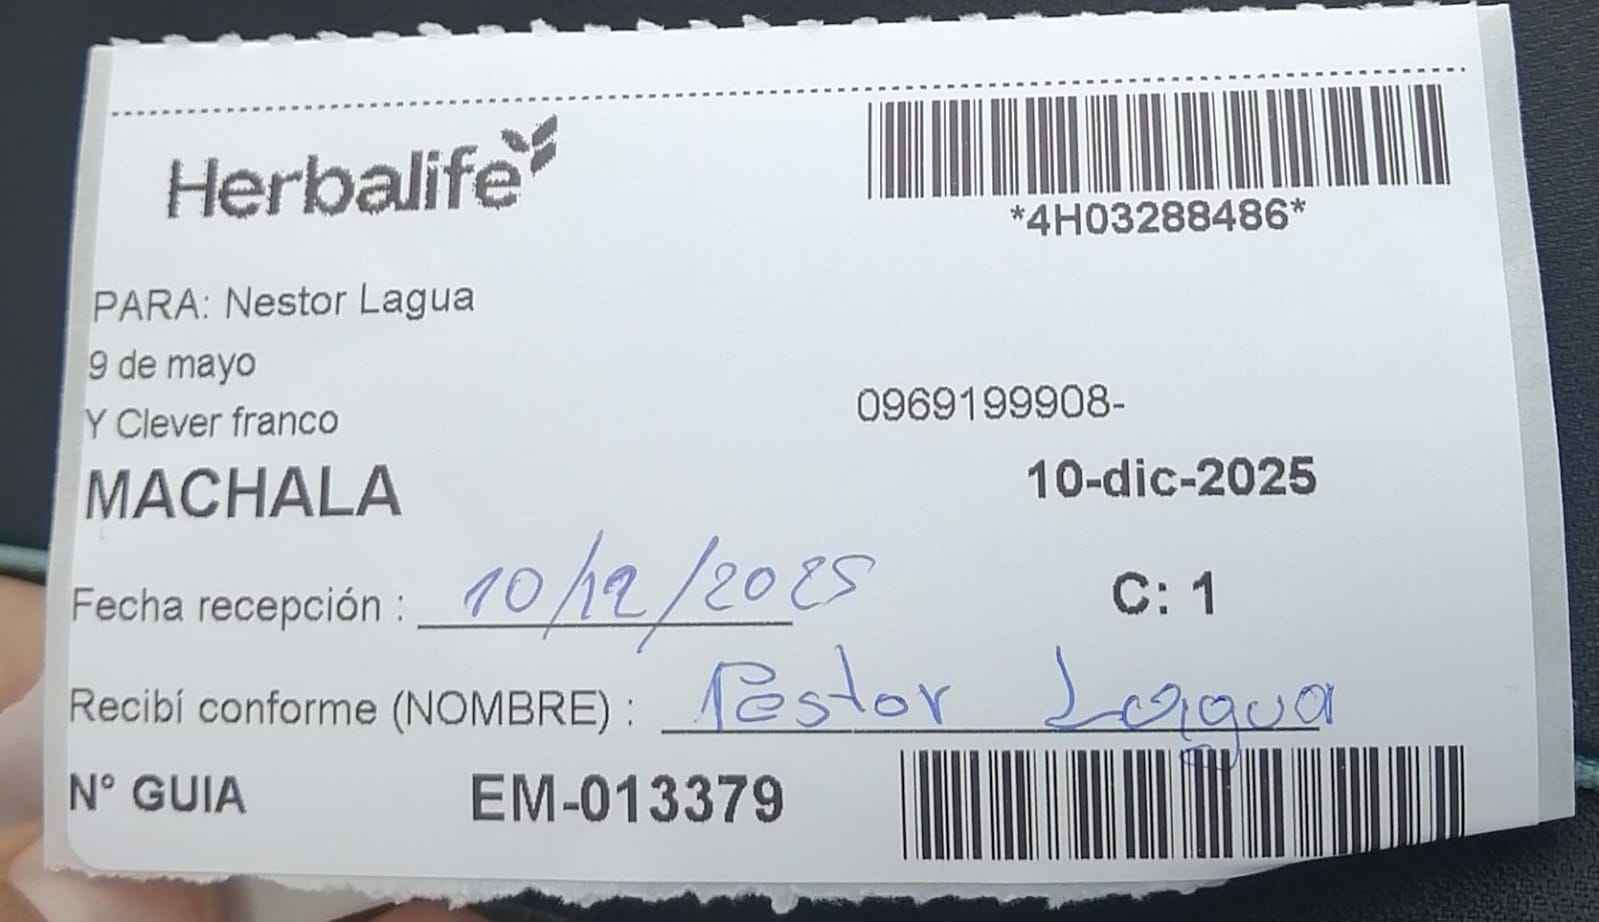 Herbalife
*4H03288486*
PARA: Nestor Lagua
9 de mayo
Y Clever franco
0969199908-
MACHALA
10-dic-2025
Fecha recepción : 10/12/2025
C: 1
Recibí conforme (NOMBRE) : Nestor Lagua
N° GUIA EM-013379